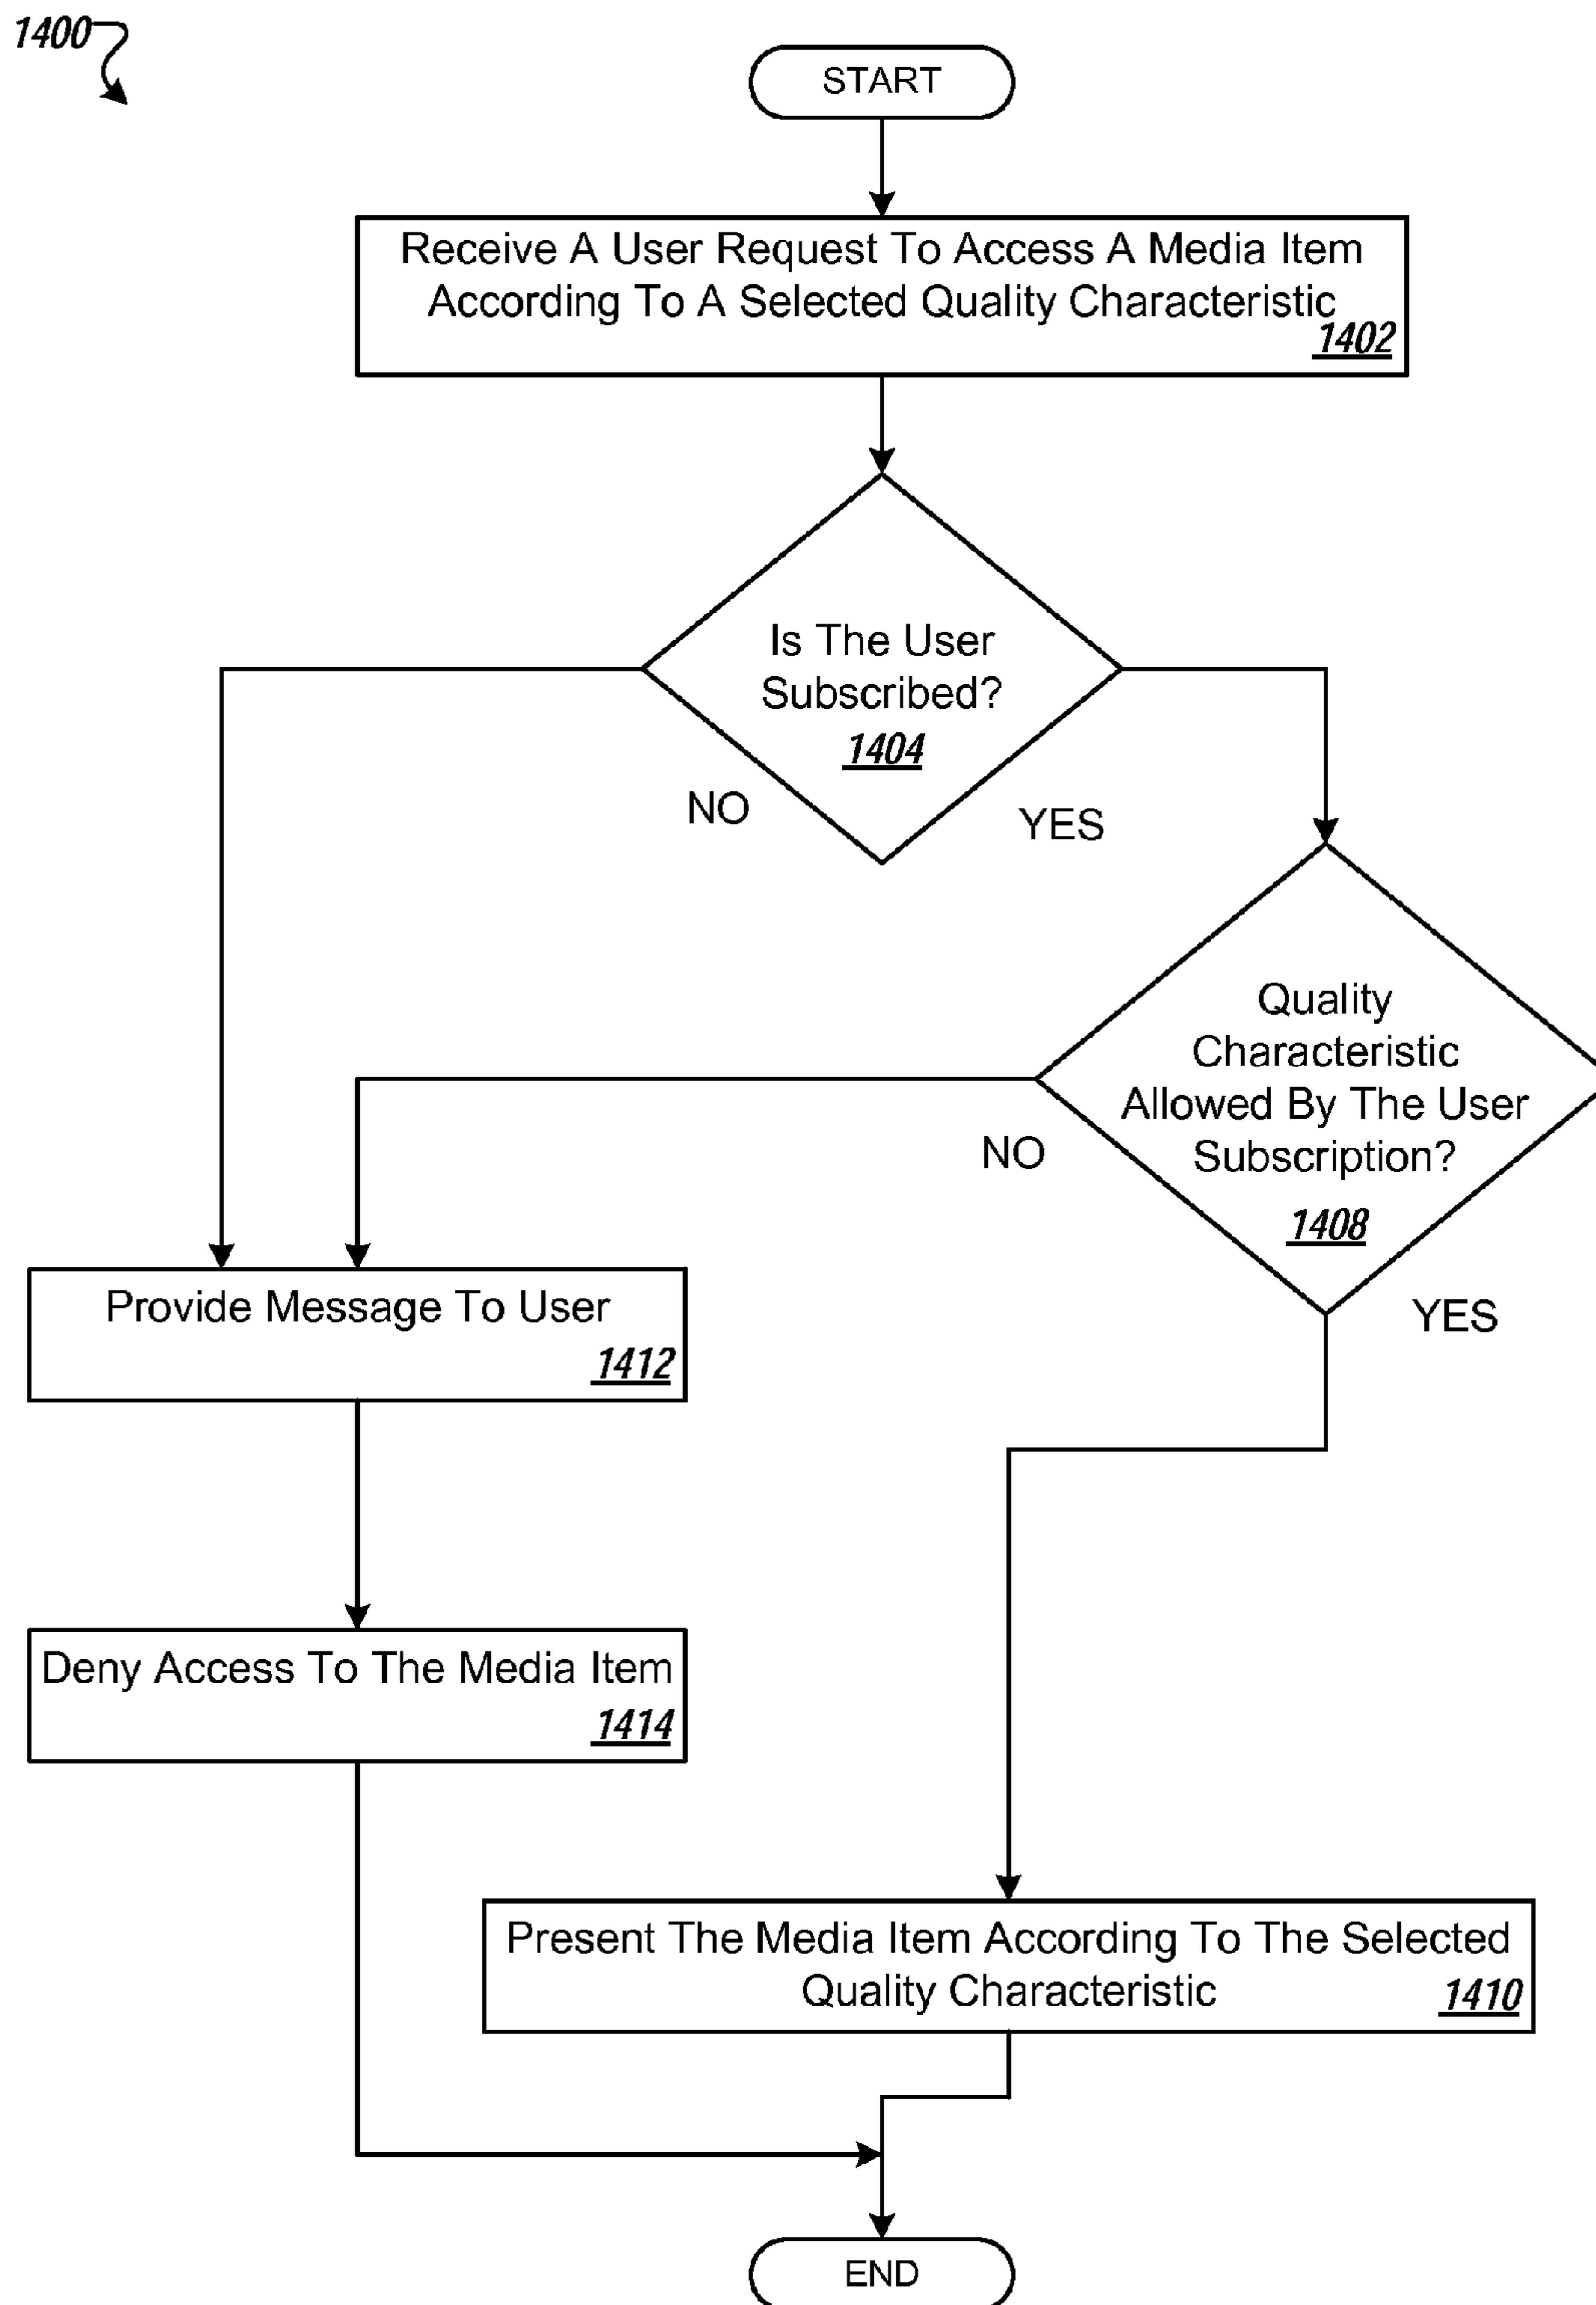 1400
START
Receive A User Request To Access A Media Item
According To A Selected Quality Characteristic
1402
Is The User
Subscribed?
1404
NO
YES
Quality
Characteristic
Allowed By The User
Subscription?
1408
NO
YES
Provide Message To User
1412
Deny Access To The Media Item
1414
Present The Media Item According To The Selected
Quality Characteristic
1410
END